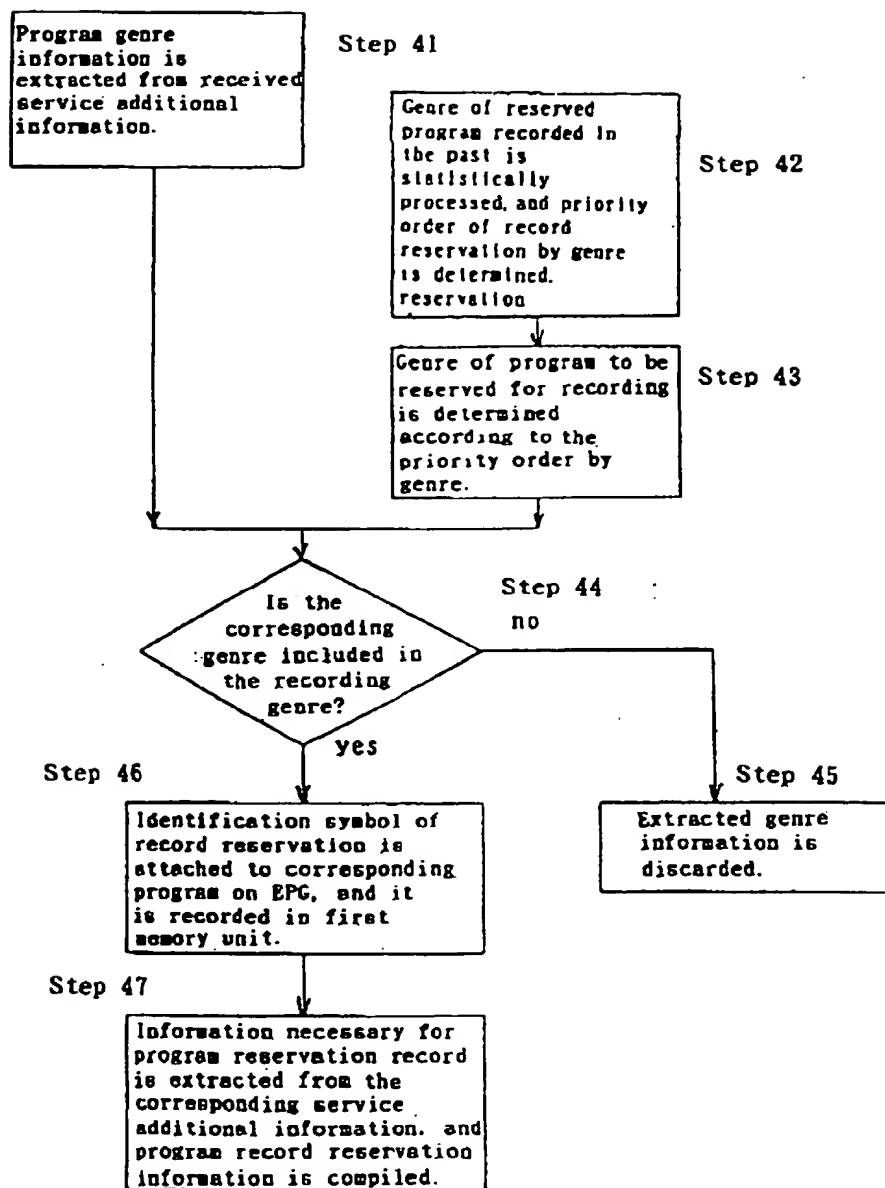 Program genre
information is
extracted from received
service additional
information.
Step 41
Genre of reserved
program recorded in
the past is
statistically
processed, and priority
order of record
reservation by genre
is determined.
reservation
Step 42
Genre of program to be
reserved for recording
is determined
according to the
priority order by
genre.
Step 43
Is the
corresponding
genre included in
the recording
genre?
Step 44
no
yes
Step 46
Identification symbol of
record reservation is
attached to corresponding
program on EPG, and it
is recorded in first
memory unit.
Step 45
Extracted genre
information is
discarded.
Step 47
Information necessary for
program reservation record
is extracted from the
corresponding service
additional information. and
program record reservation
information is compiled.